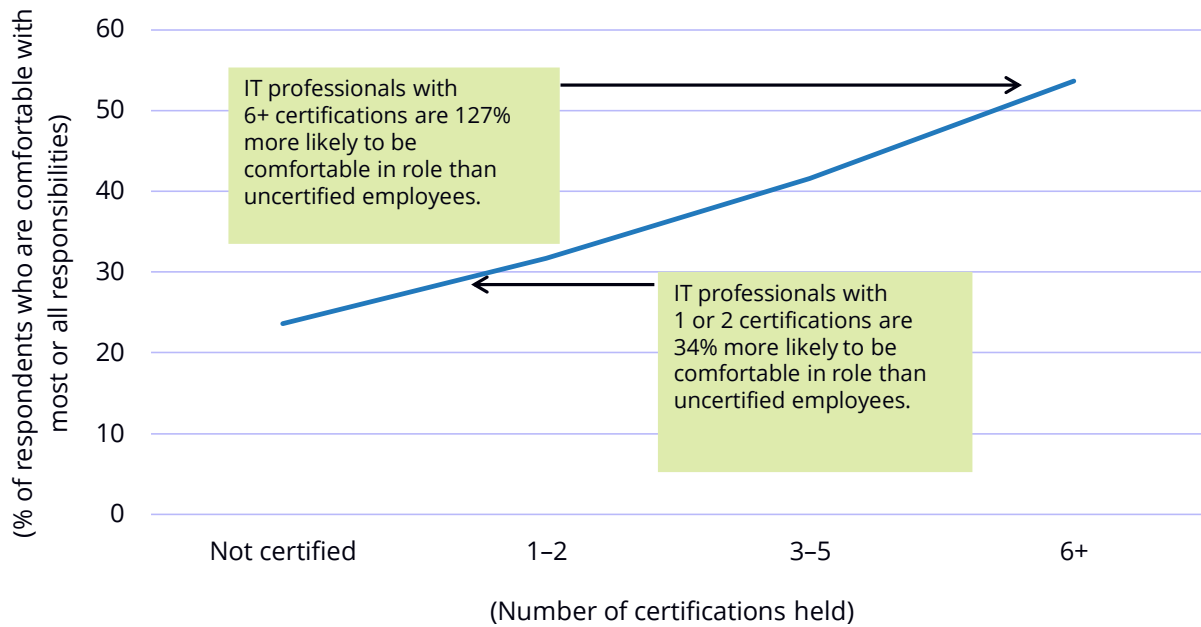 (% of respondents who are comfortable with
most or all responsibilities)
60
50
40
30
20
10
0
IT professionals with
6+ certifications are 127%
more likely to be
comfortable in role than
uncertified employees.
IT professionals with
1 or 2 certifications are
34% more likely to be
comfortable in role than
uncertified employees.
Not certified
1–2
3–5
6+
(Number of certifications held)